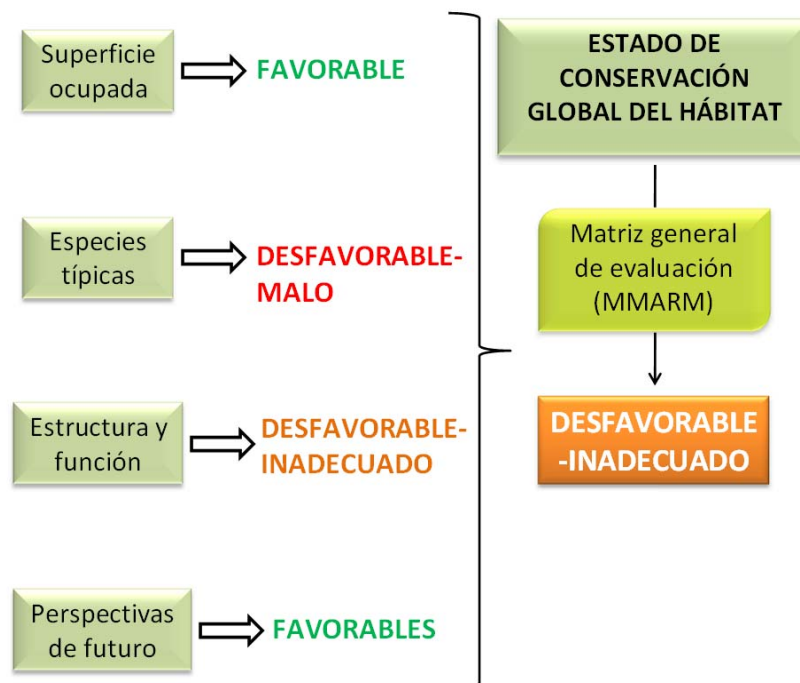 Superficie
ocupada
FAVORABLE
Especies
típicas
DESFAVORABLE-
MALO
Estructura y
función
DESFAVORABLE-
INADECUADO
Perspectivas
de futuro
FAVORABLES
ESTADO DE
CONSERVACIÓN
GLOBAL DEL HÁBITAT
Matriz general
de evaluación
(MMARM)
DESFAVORABLE
-INADECUADO